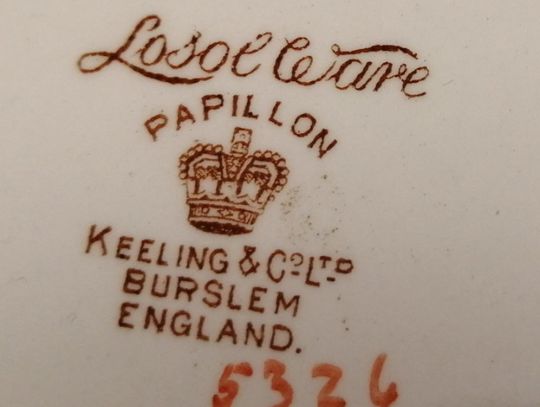 Losol Ware
PAPILLON
KEELING & Co. LTD
BURSLEM
ENGLAND.
5326